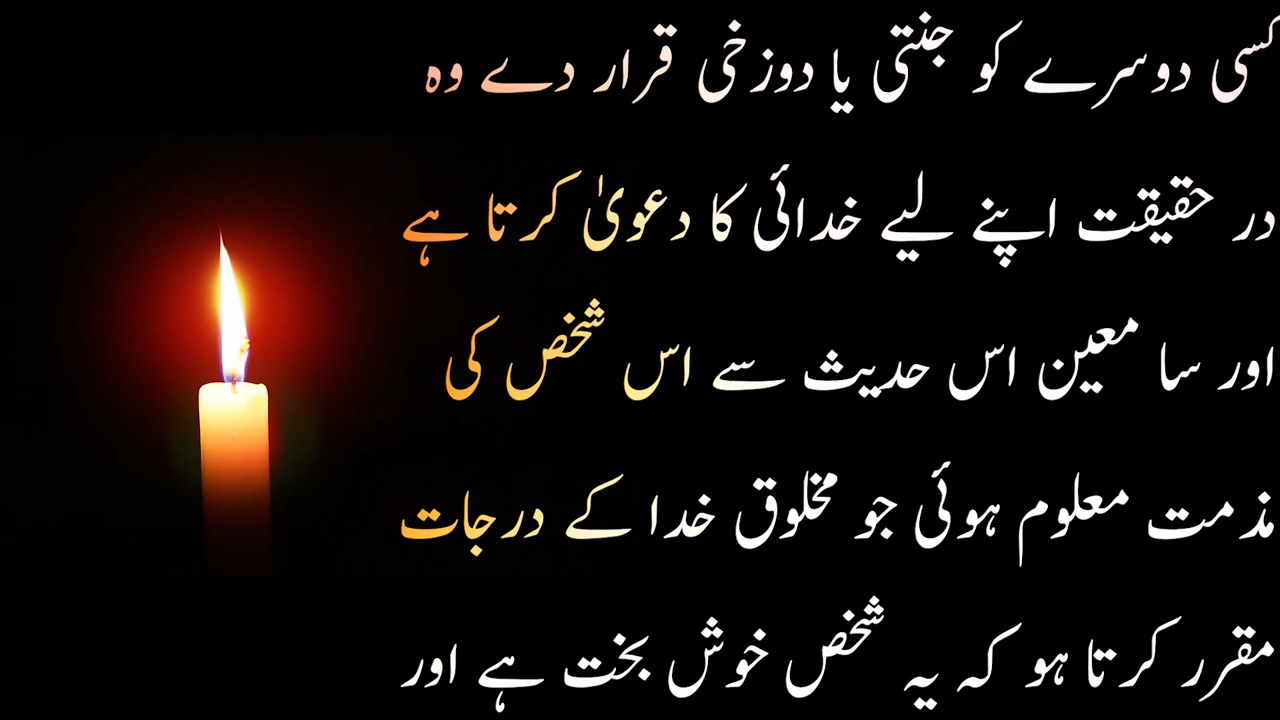 کسی دوسرے کو جنتی یا دوزخی قرار دے وہ
در حقیقت اپنے لیے خدائی کا دعویٰ کرتا ہے
اور سا معین اس حدیث سے اس شخص کی
مذمت معلوم ہوئی جو مخلوق خدا کے درجات
مقرر کرتا ہو کہ یہ شخص خوش بخت ہے اور